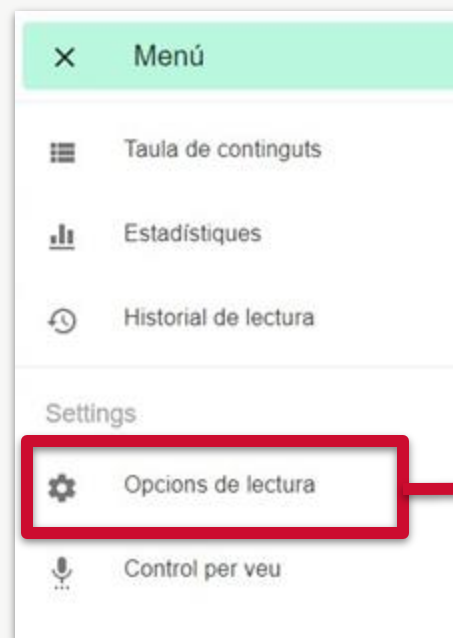 Menú
Taula de continguts
Estadístiques
Historial de lectura
Settings
Opcions de lectura
Control per veu